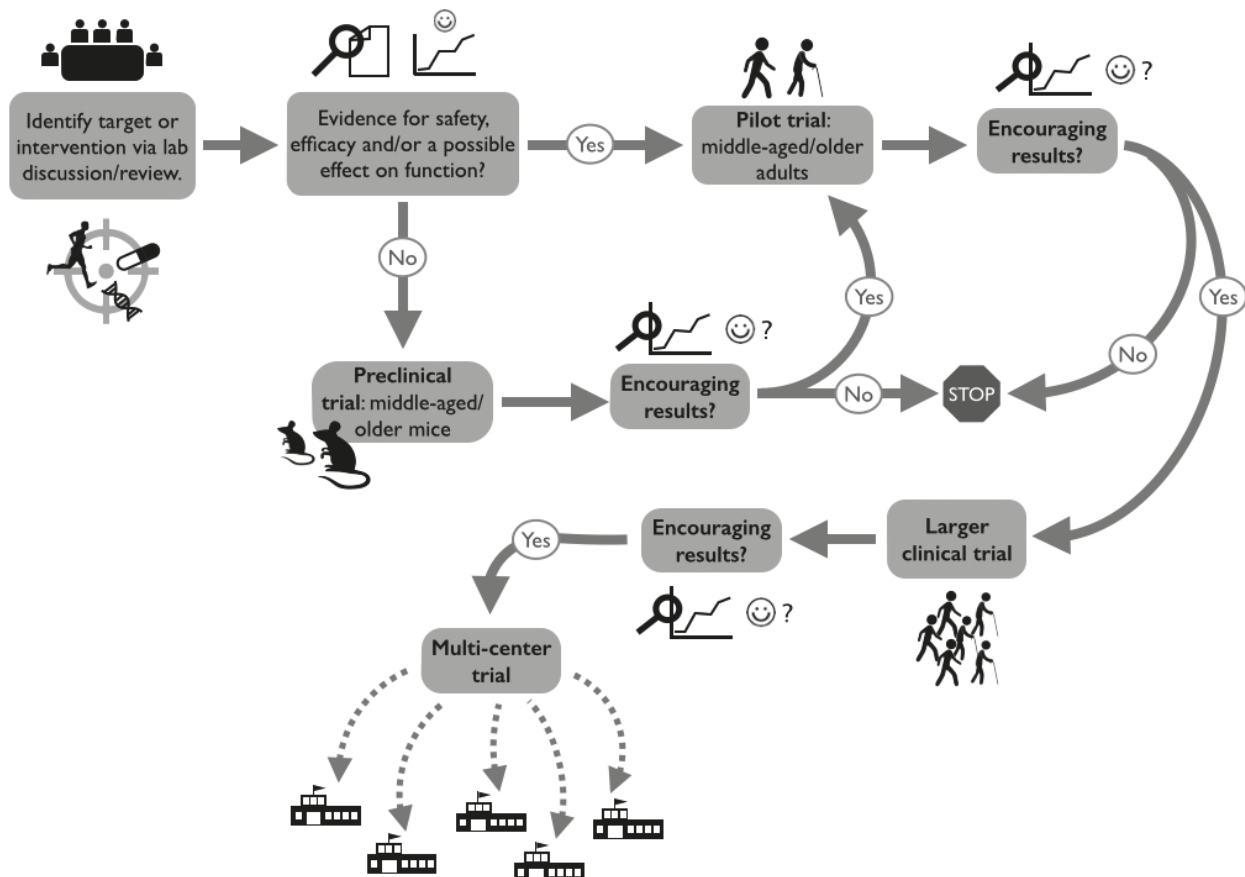 Identify target or
intervention via lab
discussion/review.
Evidence for safety,
efficacy and/or a possible
effect on function?
Yes
Pilot trial:
middle-aged/older
adults
?
Encouraging
results?
No
Yes
Yes
No
?
Preclinical
trial: middle-aged/
older mice
Encouraging
results?
No
STOP
Larger
clinical trial
Encouraging
results?
?
Yes
Multi-center
trial